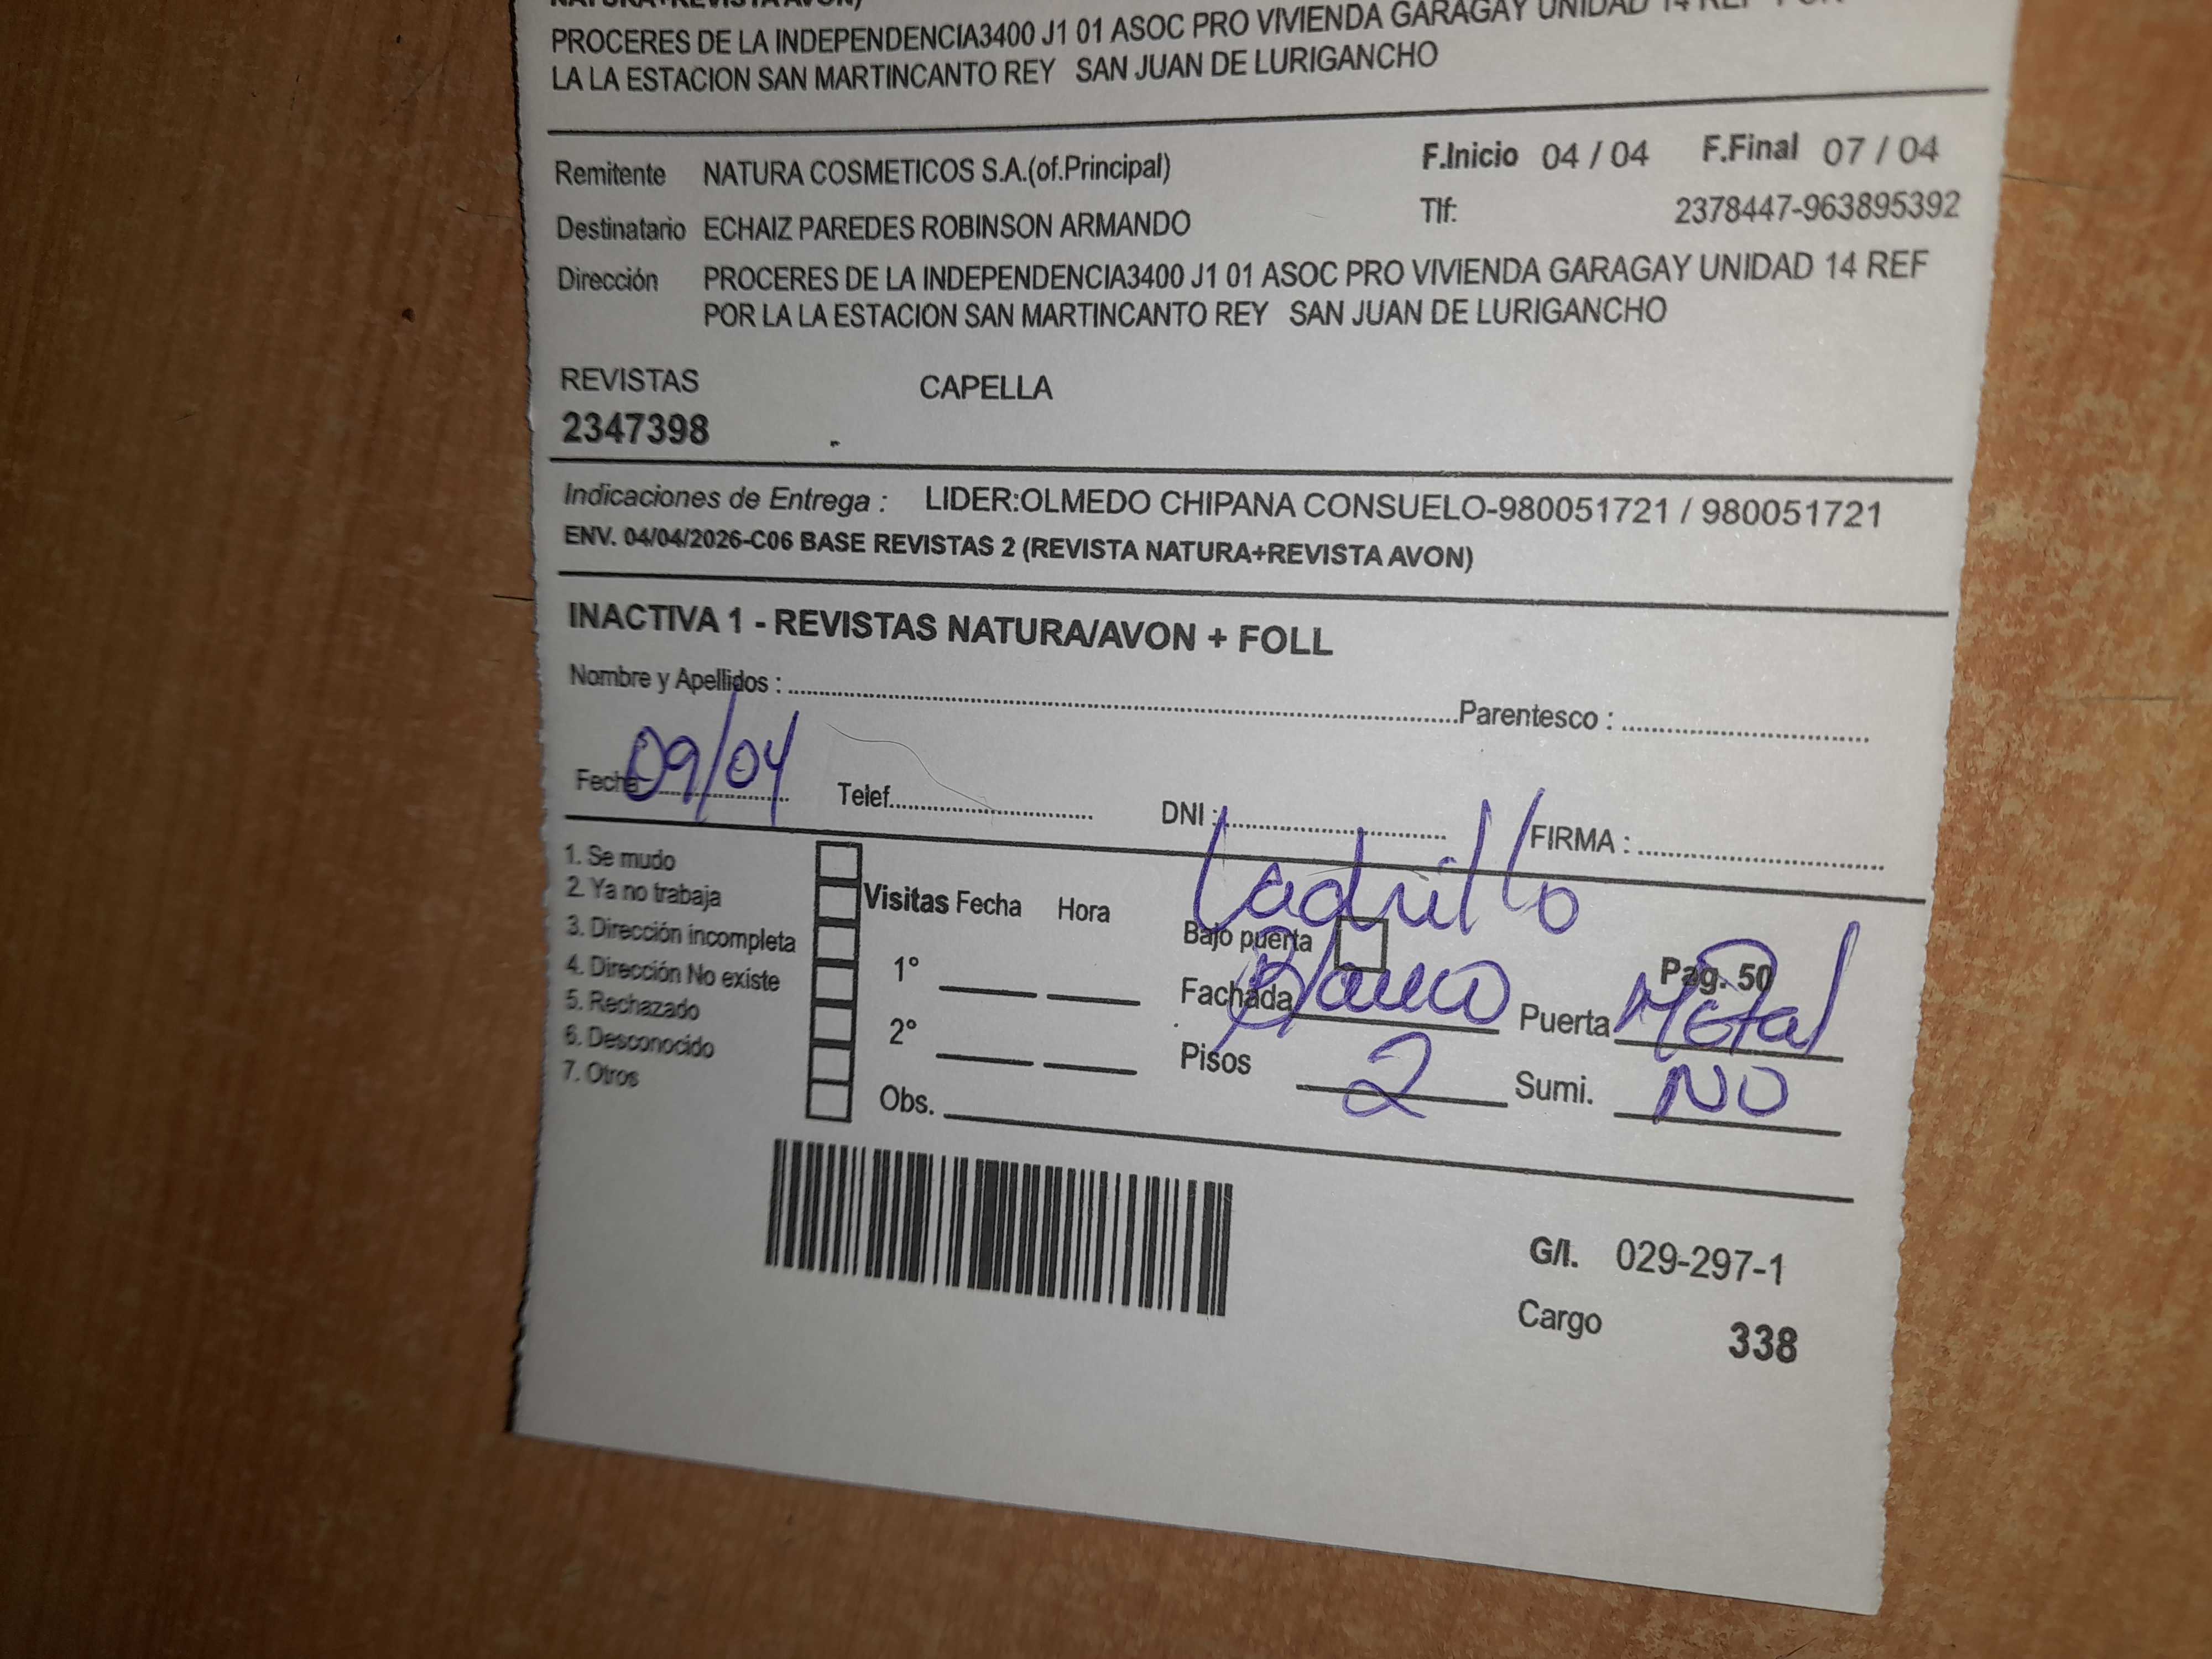 NATURA+REVISTA AVON)
PROCERES DE LA INDEPENDENCIA3400 J1 01 ASOC PRO VIVIENDA GARAGAY UNIDAD 14 REF POR
LA LA ESTACION SAN MARTINCANTO REY SAN JUAN DE LURIGANCHO
Remitente NATURA COSMETICOS S.A.(of.Principal) F.Inicio 04 / 04 F.Final 07 / 04
Destinatario ECHAIZ PAREDES ROBINSON ARMANDO Tlf: 2378447-963895392
Dirección PROCERES DE LA INDEPENDENCIA3400 J1 01 ASOC PRO VIVIENDA GARAGAY UNIDAD 14 REF
POR LA LA ESTACION SAN MARTINCANTO REY SAN JUAN DE LURIGANCHO
REVISTAS CAPELLA
2347398
Indicaciones de Entrega : LIDER:OLMEDO CHIPANA CONSUELO-980051721 / 980051721
ENV. 04/04/2026-C06 BASE REVISTAS 2 (REVISTA NATURA+REVISTA AVON)
INACTIVA 1 - REVISTAS NATURA/AVON + FOLL
Nombre y Apellidos : Parentesco :
Fecha 09/04 Telef. DNI : FIRMA :
Ladrillo
1. Se mudo
2. Ya no trabaja
3. Dirección incompleta
4. Dirección No existe
5. Rechazado
6. Desconocido
7. Otros
Visitas Fecha Hora
1°
2°
Obs.
Bajo puerta Pag. 50
Fachada Blanco Puerta Metal
Pisos 2 Sumi. NO
G/I. 029-297-1
Cargo 338